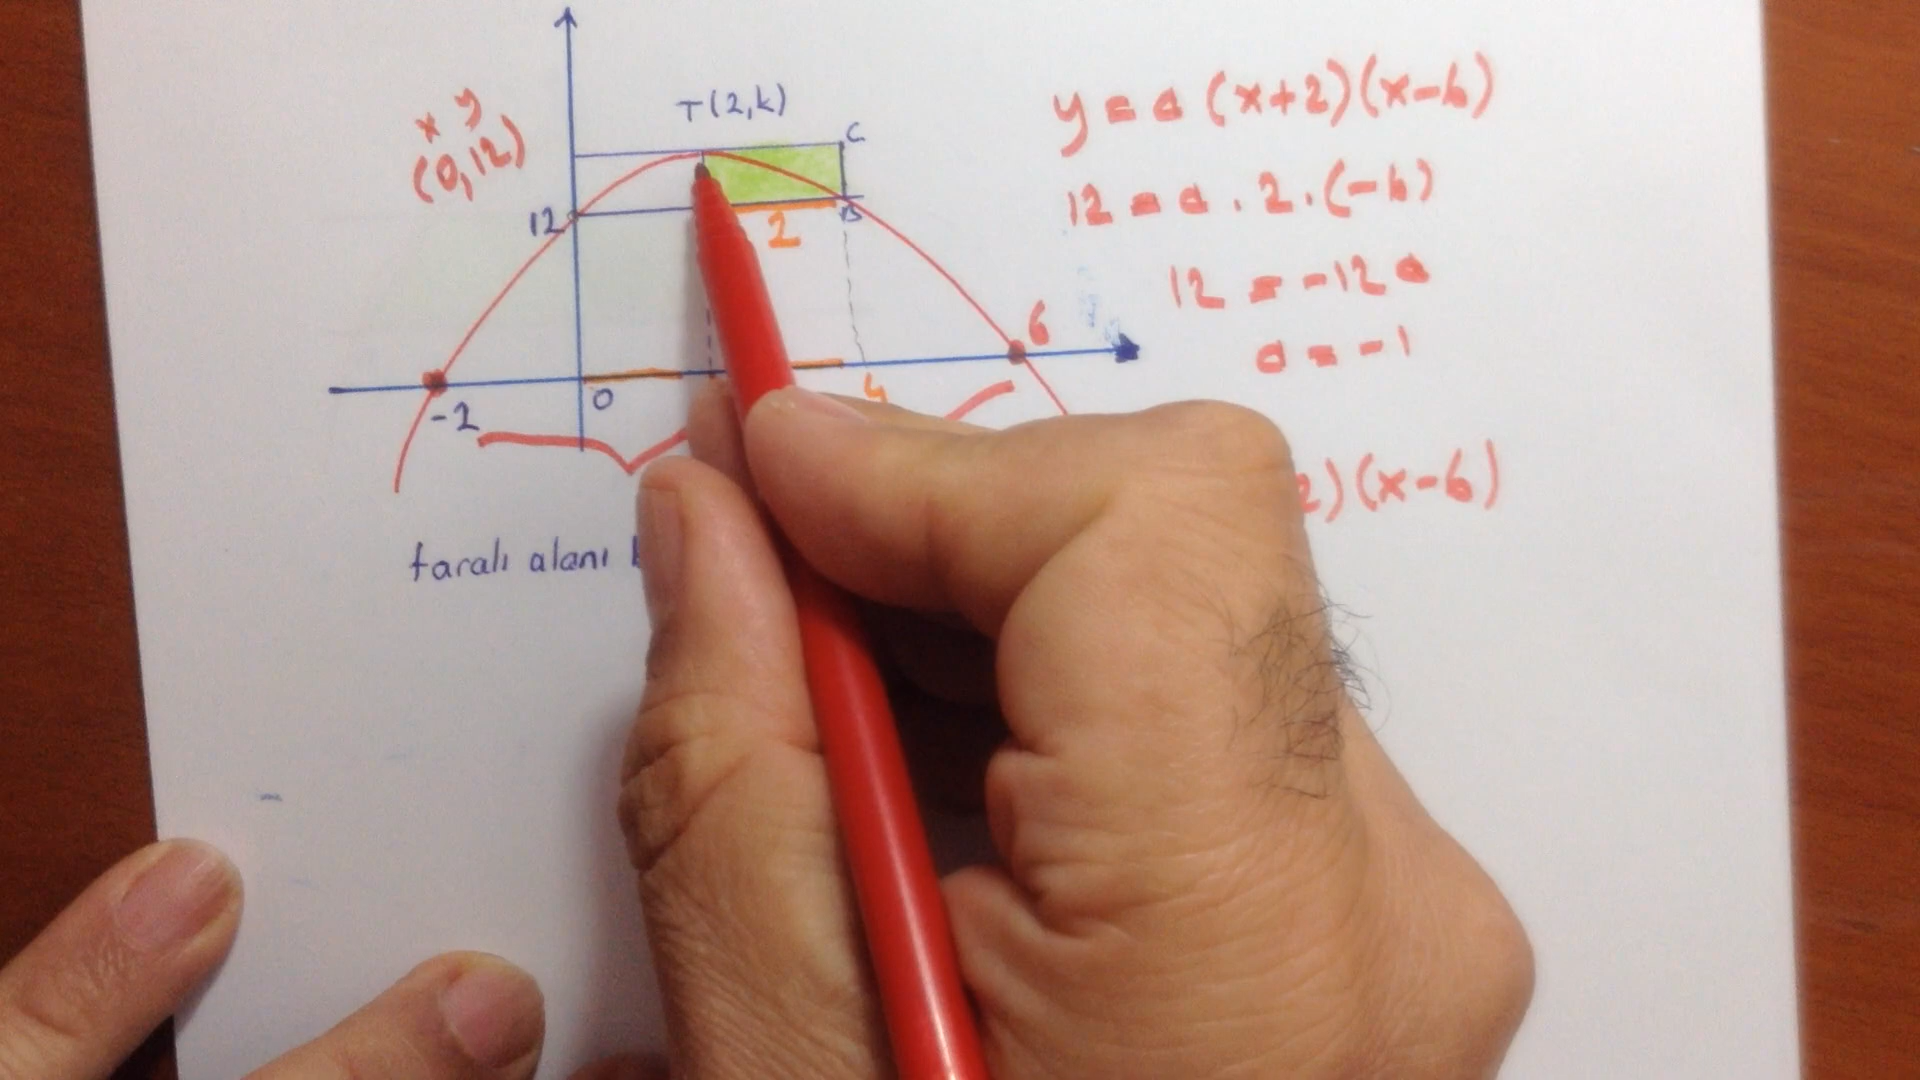 T(2,k)
x y
(0,12)
C
12
B
2
6
-2
0
4
taralı alanı
y = a (x+2)(x-6)
12 = a . 2 . (-6)
12 = -12 a
a = -1
2)(x-6)